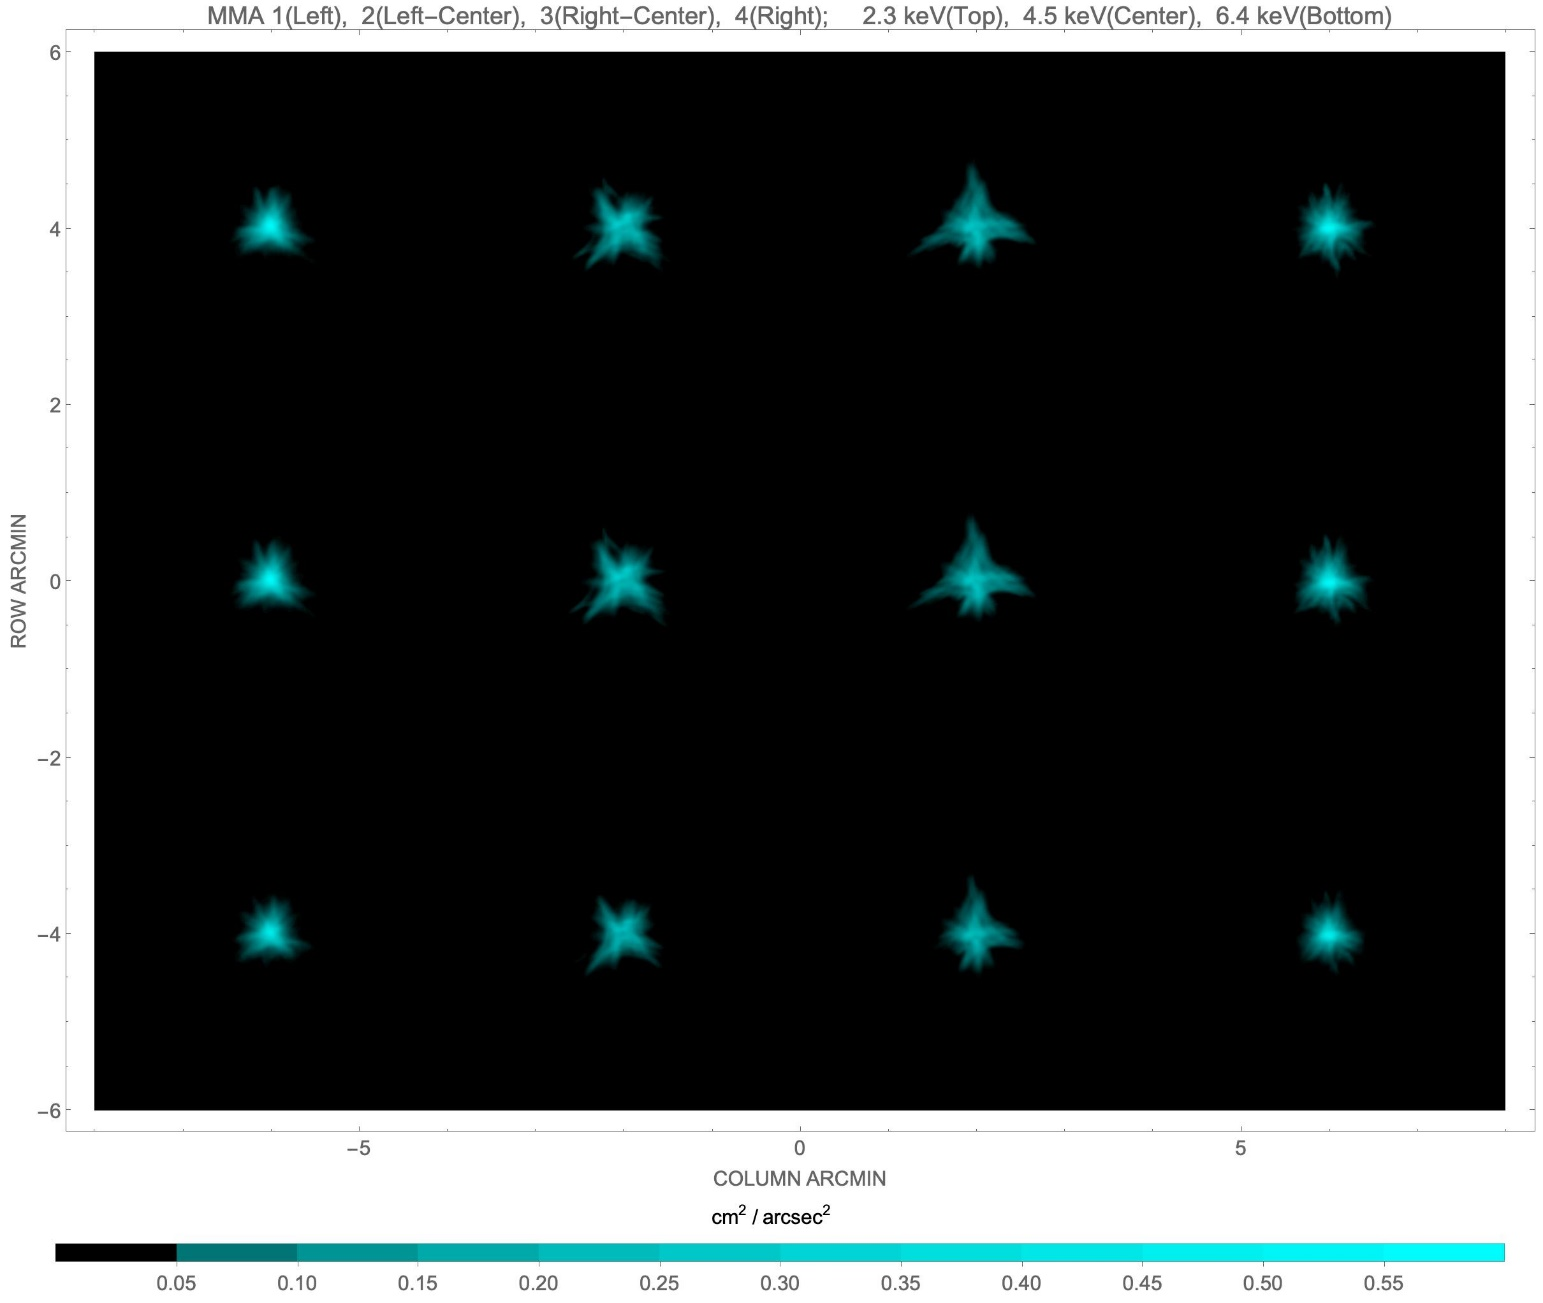 MMA 1(Left), 2(Left−Center), 3(Right−Center), 4(Right); 2.3 keV(Top), 4.5 keV(Center), 6.4 keV(Bottom)
6
4
2
0
−2
−4
−6
ROW ARCMIN
−5 0 5
COLUMN ARCMIN
cm² / arcsec²
0.05 0.10 0.15 0.20 0.25 0.30 0.35 0.40 0.45 0.50 0.55